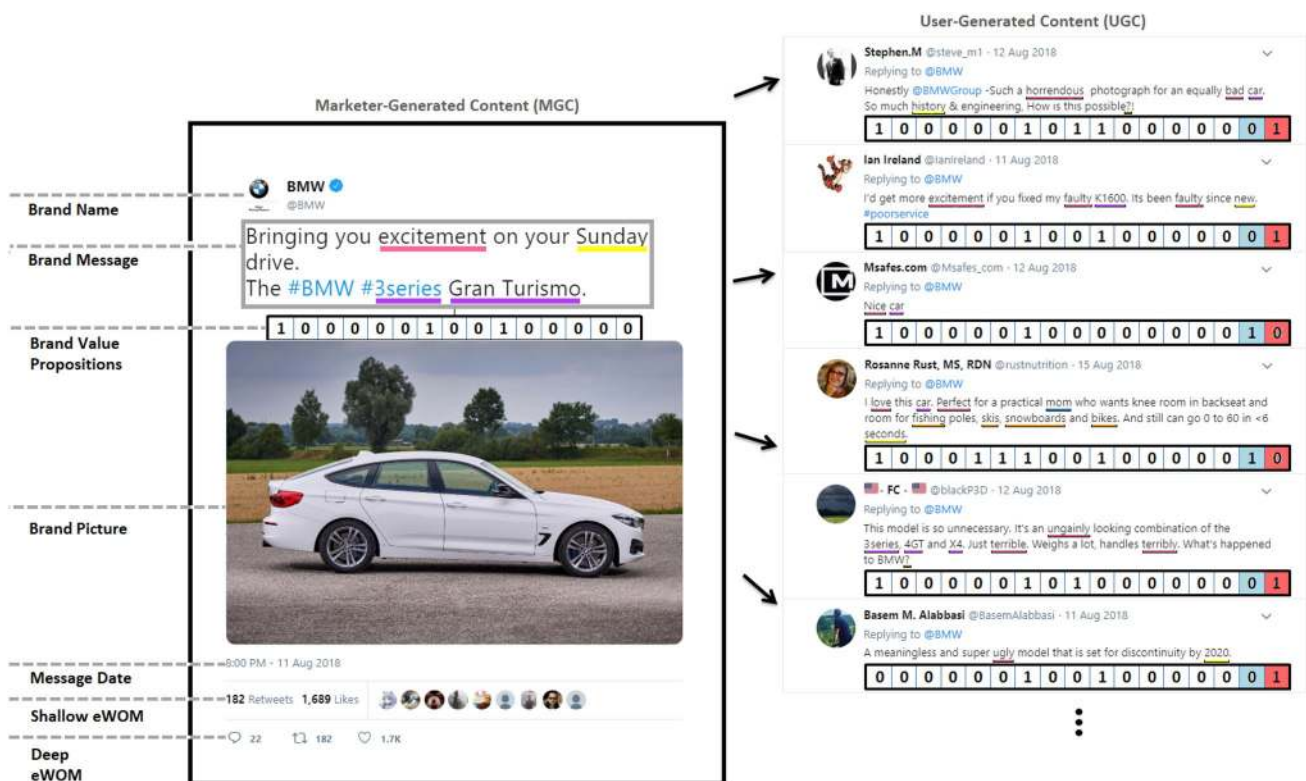 User-Generated Content (UGC)
Marketer-Generated Content (MGC)
Brand Name
Brand Message
Brand Value
Propositions
Brand Picture
Message Date
Shallow eWOM
Deep
eWOM
BMW
@BMW
Bringing you excitement on your Sunday
drive.
The #BMW #3series Gran Turismo.
1 0 0 0 0 0 1 0 0 1 0 0 0 0 0
8:00 PM - 11 Aug 2018
182 Retweets 1,689 Likes
22 182 1.7K
Stephen.M @steve_m1 - 12 Aug 2018
Replying to @BMW
Honestly @BMWGroup -Such a horrendous photograph for an equally bad car.
So much history & engineering. How is this possible?!
1 0 0 0 0 0 1 0 1 1 0 0 0 0 0 0 1
Ian Ireland @IanIreland - 11 Aug 2018
Replying to @BMW
I'd get more excitement if you fixed my faulty K1600. Its been faulty since new.
#poorservice
1 0 0 0 0 0 1 0 0 1 0 0 0 0 0 0 1
Msafes.com @Msafes_com - 12 Aug 2018
Replying to @BMW
Nice car
1 0 0 0 0 0 1 0 0 0 0 0 0 0 0 1 0
Rosanne Rust, MS, RDN @rustnutrition - 15 Aug 2018
Replying to @BMW
I love this car. Perfect for a practical mom who wants knee room in backseat and
room for fishing poles, skis, snowboards and bikes. And still can go 0 to 60 in <6
seconds.
1 0 0 0 1 1 1 0 0 1 0 0 0 0 0 1 0
- FC - @blackP3D - 12 Aug 2018
Replying to @BMW
This model is so unnecessary. It's an ungainly looking combination of the
3series, 4GT and X4. Just terrible. Weighs a lot, handles terribly. What's happened
to BMW?
1 0 0 0 0 0 1 0 1 0 0 0 0 0 0 0 1
Basem M. Alabbasi @BasemAlabbasi - 11 Aug 2018
Replying to @BMW
A meaningless and super ugly model that is set for discontinuity by 2020.
0 0 0 0 0 0 1 0 0 1 0 0 0 0 0 0 1